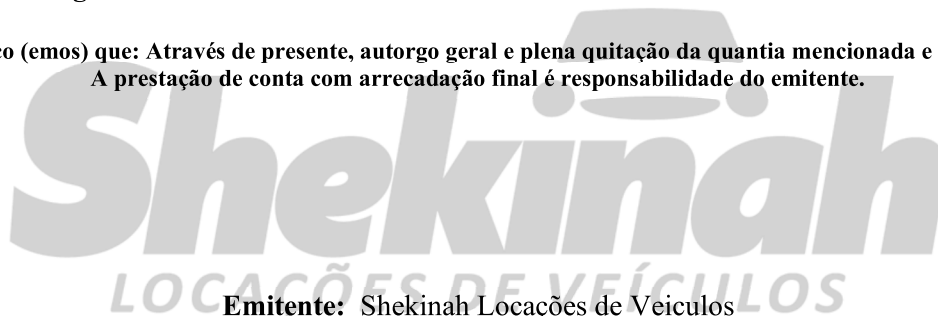 (emos) que: Através de presente, autorgo geral e plena quitação da quantia mencionada e
A prestação de conta com arrecadação final é responsabilidade do emitente.
Shekinah
LOCAÇÕES DE VEÍCULOS
Emitente: Shekinah Locacões de Veiculos